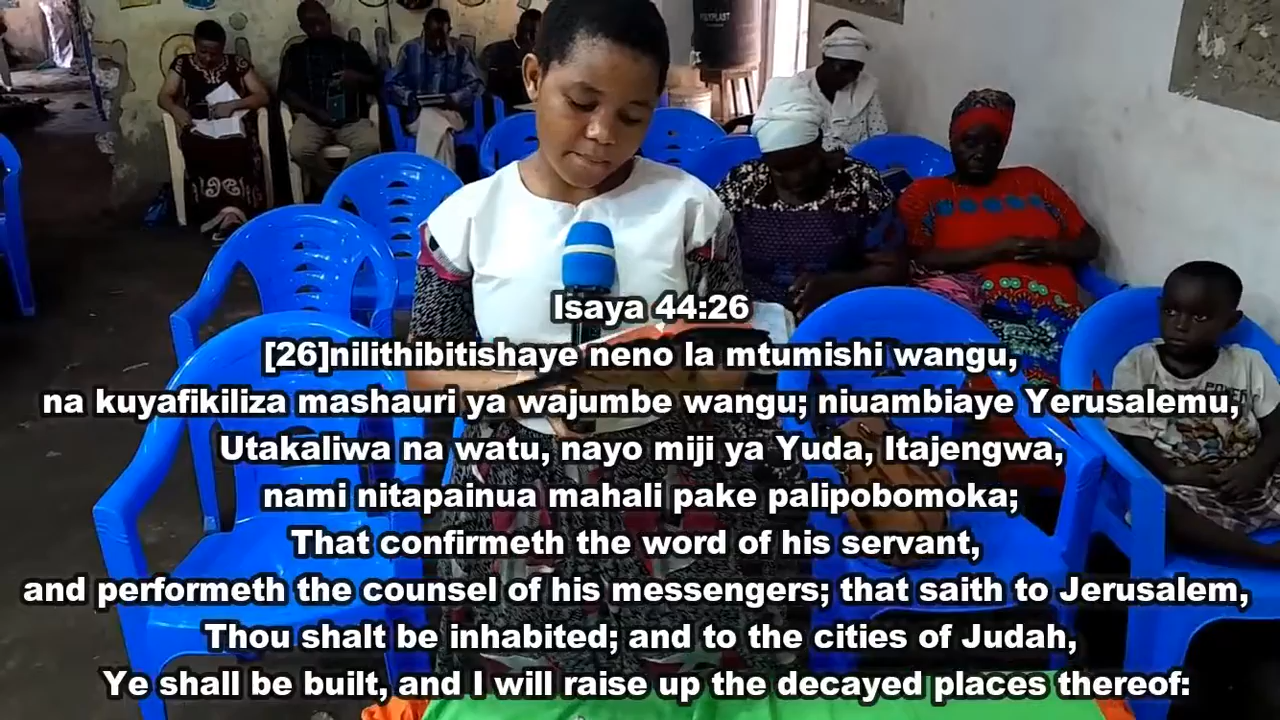 POLYPLAST
POWER
Isaya 44:26
[26]nilithibitishaye neno la mtumishi wangu,
na kuyafikiliza mashauri ya wajumbe wangu; niuambiaye Yerusalemu,
Utakaliwa na watu, nayo miji ya Yuda, Itajengwa,
nami nitapainua mahali pake palipobomoka;
That confirmeth the word of his servant,
and performeth the counsel of his messengers; that saith to Jerusalem,
Thou shalt be inhabited; and to the cities of Judah,
Ye shall be built, and I will raise up the decayed places thereof: